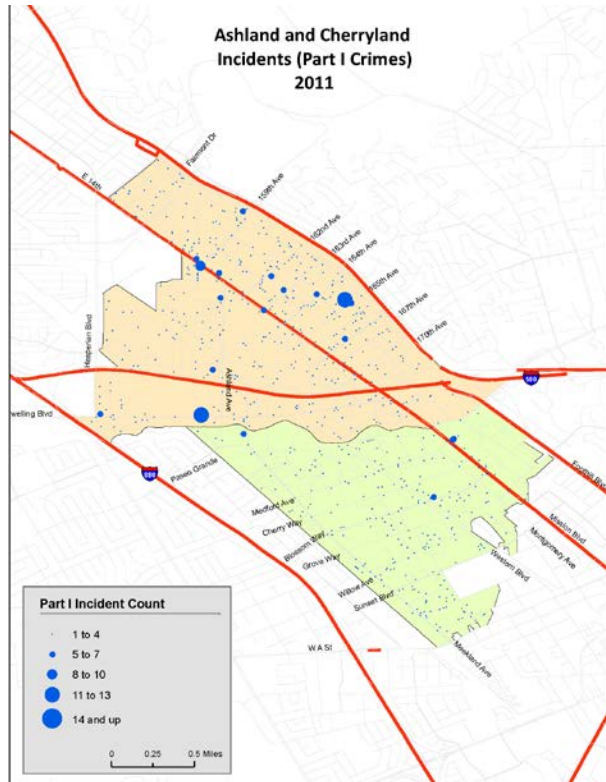 Ashland and Cherryland
Incidents (Part I Crimes)
2011
Fairmont Dr
E 14th
159th Ave
162nd Ave
163rd Ave
164th Ave
165th Ave
167th Ave
170th Ave
Hesperian Blvd
Ashland Ave
580
welling Blvd
880
Paseo Grande
Foothill Blvd
Medford Ave
Mission Blvd
Cherry Way
Montgomery Ave
Blossom Way
Grove Way
Western Blvd
Willow Ave
Sunset Blvd
W A St
Meekland Ave
Part I Incident Count
1 to 4
5 to 7
8 to 10
11 to 13
14 and up
0 0.25 0.5 Miles